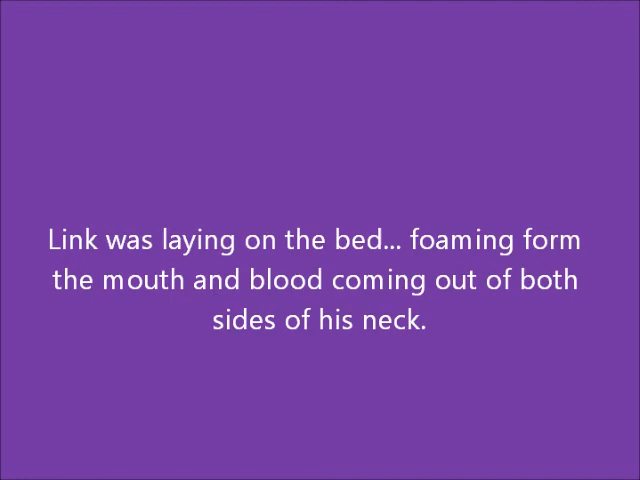 Link was laying on the bed... foaming form
the mouth and blood coming out of both
sides of his neck.